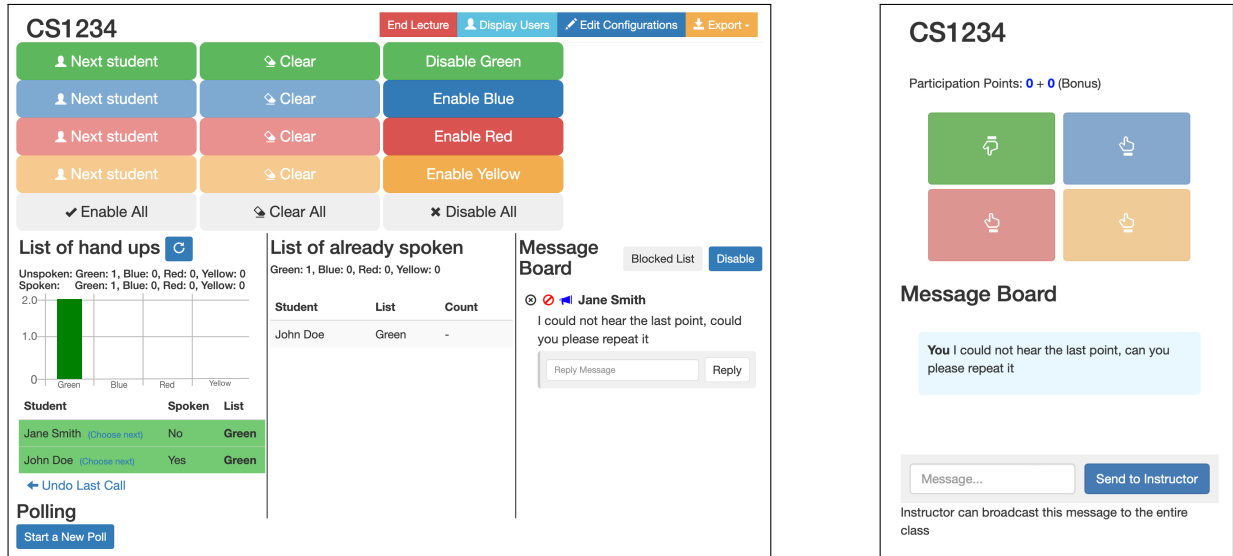 CS1234
End Lecture Display Users Edit Configurations Export
Next student Clear Disable Green
Next student Clear Enable Blue
Next student Clear Enable Red
Next student Clear Enable Yellow
Enable All Clear All Disable All
List of hand ups
Unspoken: Green: 1, Blue: 0, Red: 0, Yellow: 0
Spoken: Green: 1, Blue: 0, Red: 0, Yellow: 0
2.0
1.0
0
Green Blue Red Yellow
Student Spoken List
Jane Smith (Choose next) No Green
John Doe (Choose next) Yes Green
Undo Last Call
Polling
Start a New Poll
List of already spoken
Green: 1, Blue: 0, Red: 0, Yellow: 0
Student List Count
John Doe Green -
Message
Board
Blocked List Disable
Jane Smith
I could not hear the last point, could
you please repeat it
Reply Message Reply
CS1234
Participation Points: 0 + 0 (Bonus)
Message Board
You I could not hear the last point, can you
please repeat it
Message... Send to Instructor
Instructor can broadcast this message to the entire
class